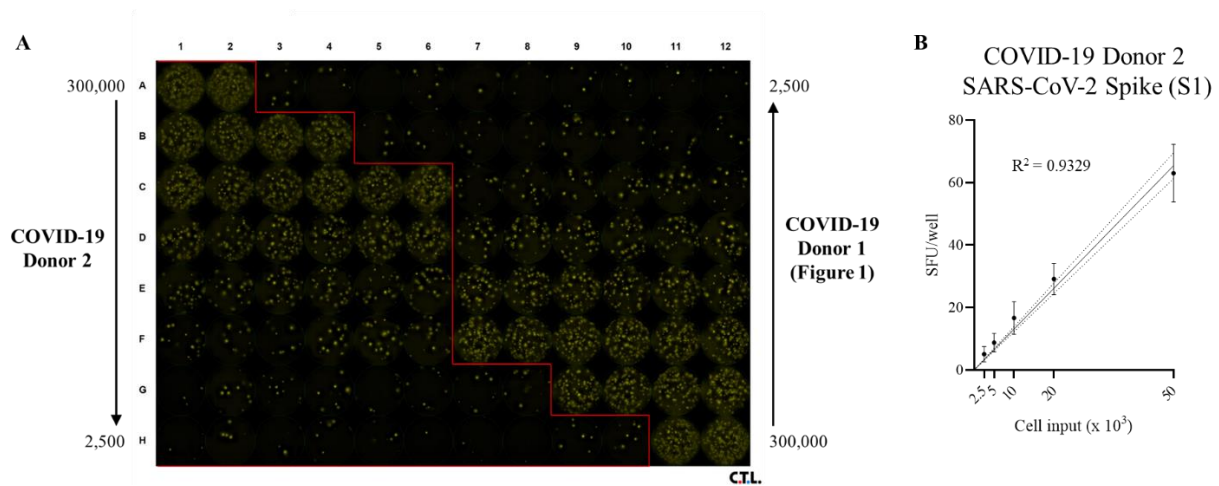 A
1 2 3 4 5 6 7 8 9 10 11 12
A
B
C
D
E
F
G
H
300,000
COVID-19
Donor 2
2,500
2,500
COVID-19
Donor 1
(Figure 1)
300,000
C.T.L.
B
COVID-19 Donor 2
SARS-CoV-2 Spike (S1)
R² = 0.9329
SFU/well
80
60
40
20
0
2.5 5 10 20 50
Cell input (x 10³)